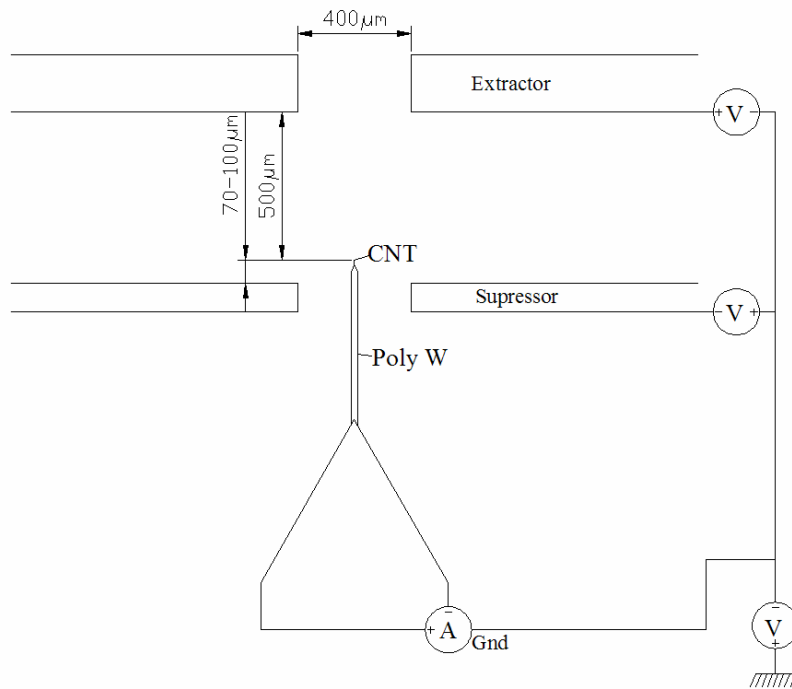 400µm
Extractor
+ V
70-100µm
500µm
CNT
Supressor
- V +
Poly W
-
+ A
Gnd
-
V
+